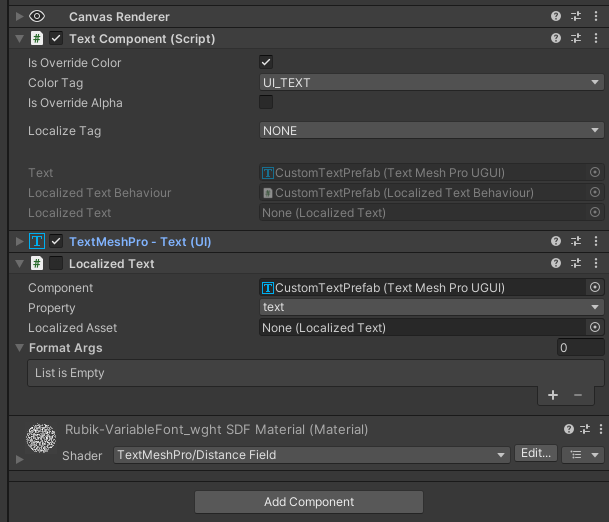 Canvas Renderer
# Text Component (Script)
Is Override Color
Color Tag UI_TEXT
Is Override Alpha
Localize Tag NONE
Text CustomTextPrefab (Text Mesh Pro UGUI)
Localized Text Behaviour CustomTextPrefab (Localized Text Behaviour)
Localized Text None (Localized Text)
T TextMeshPro - Text (UI)
# Localized Text
Component CustomTextPrefab (Text Mesh Pro UGUI)
Property text
Localized Asset None (Localized Text)
Format Args 0
List is Empty
+ −
Rubik-VariableFont_wght SDF Material (Material)
Shader TextMeshPro/Distance Field Edit...
Add Component